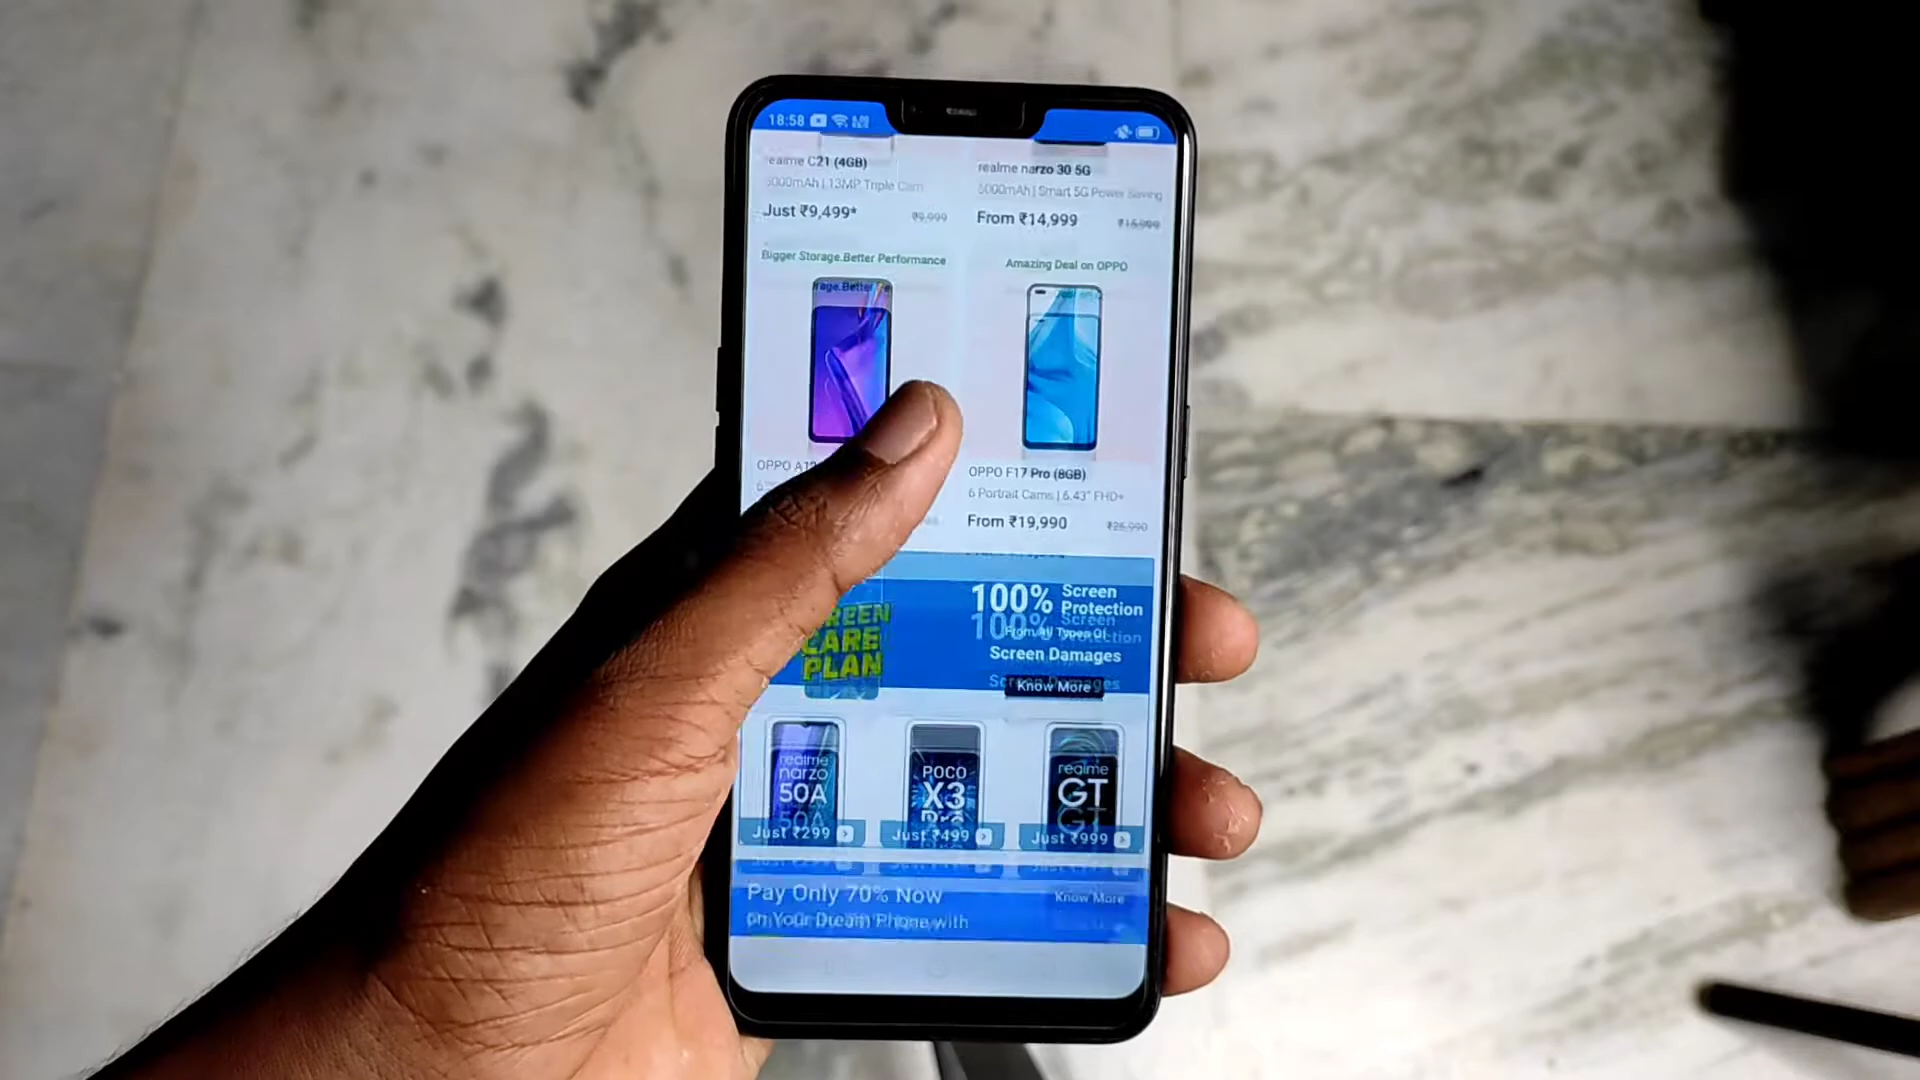 18:58
realme C21 (4GB)
5000mAh | 13MP Triple Cam
Just ₹9,499*
₹9,999
realme narzo 30 5G
5000mAh | Smart 5G Power Saving
From ₹14,999
₹15,999
Bigger Storage.Better Performance
Amazing Deal on OPPO
OPPO
OPPO F17 Pro (8GB)
6 Portrait Cams | 6.43" FHD+
From ₹19,990
100% Screen
Protection
From All Types Of
Screen Damages
Know More
CARE
PLAN
realme
narzo
50A
Just ₹299
POCO
X3
Pro
Just ₹499
realme
GT
Just ₹999
Pay Only 70% Now
on Your Dream Phone with
Know More